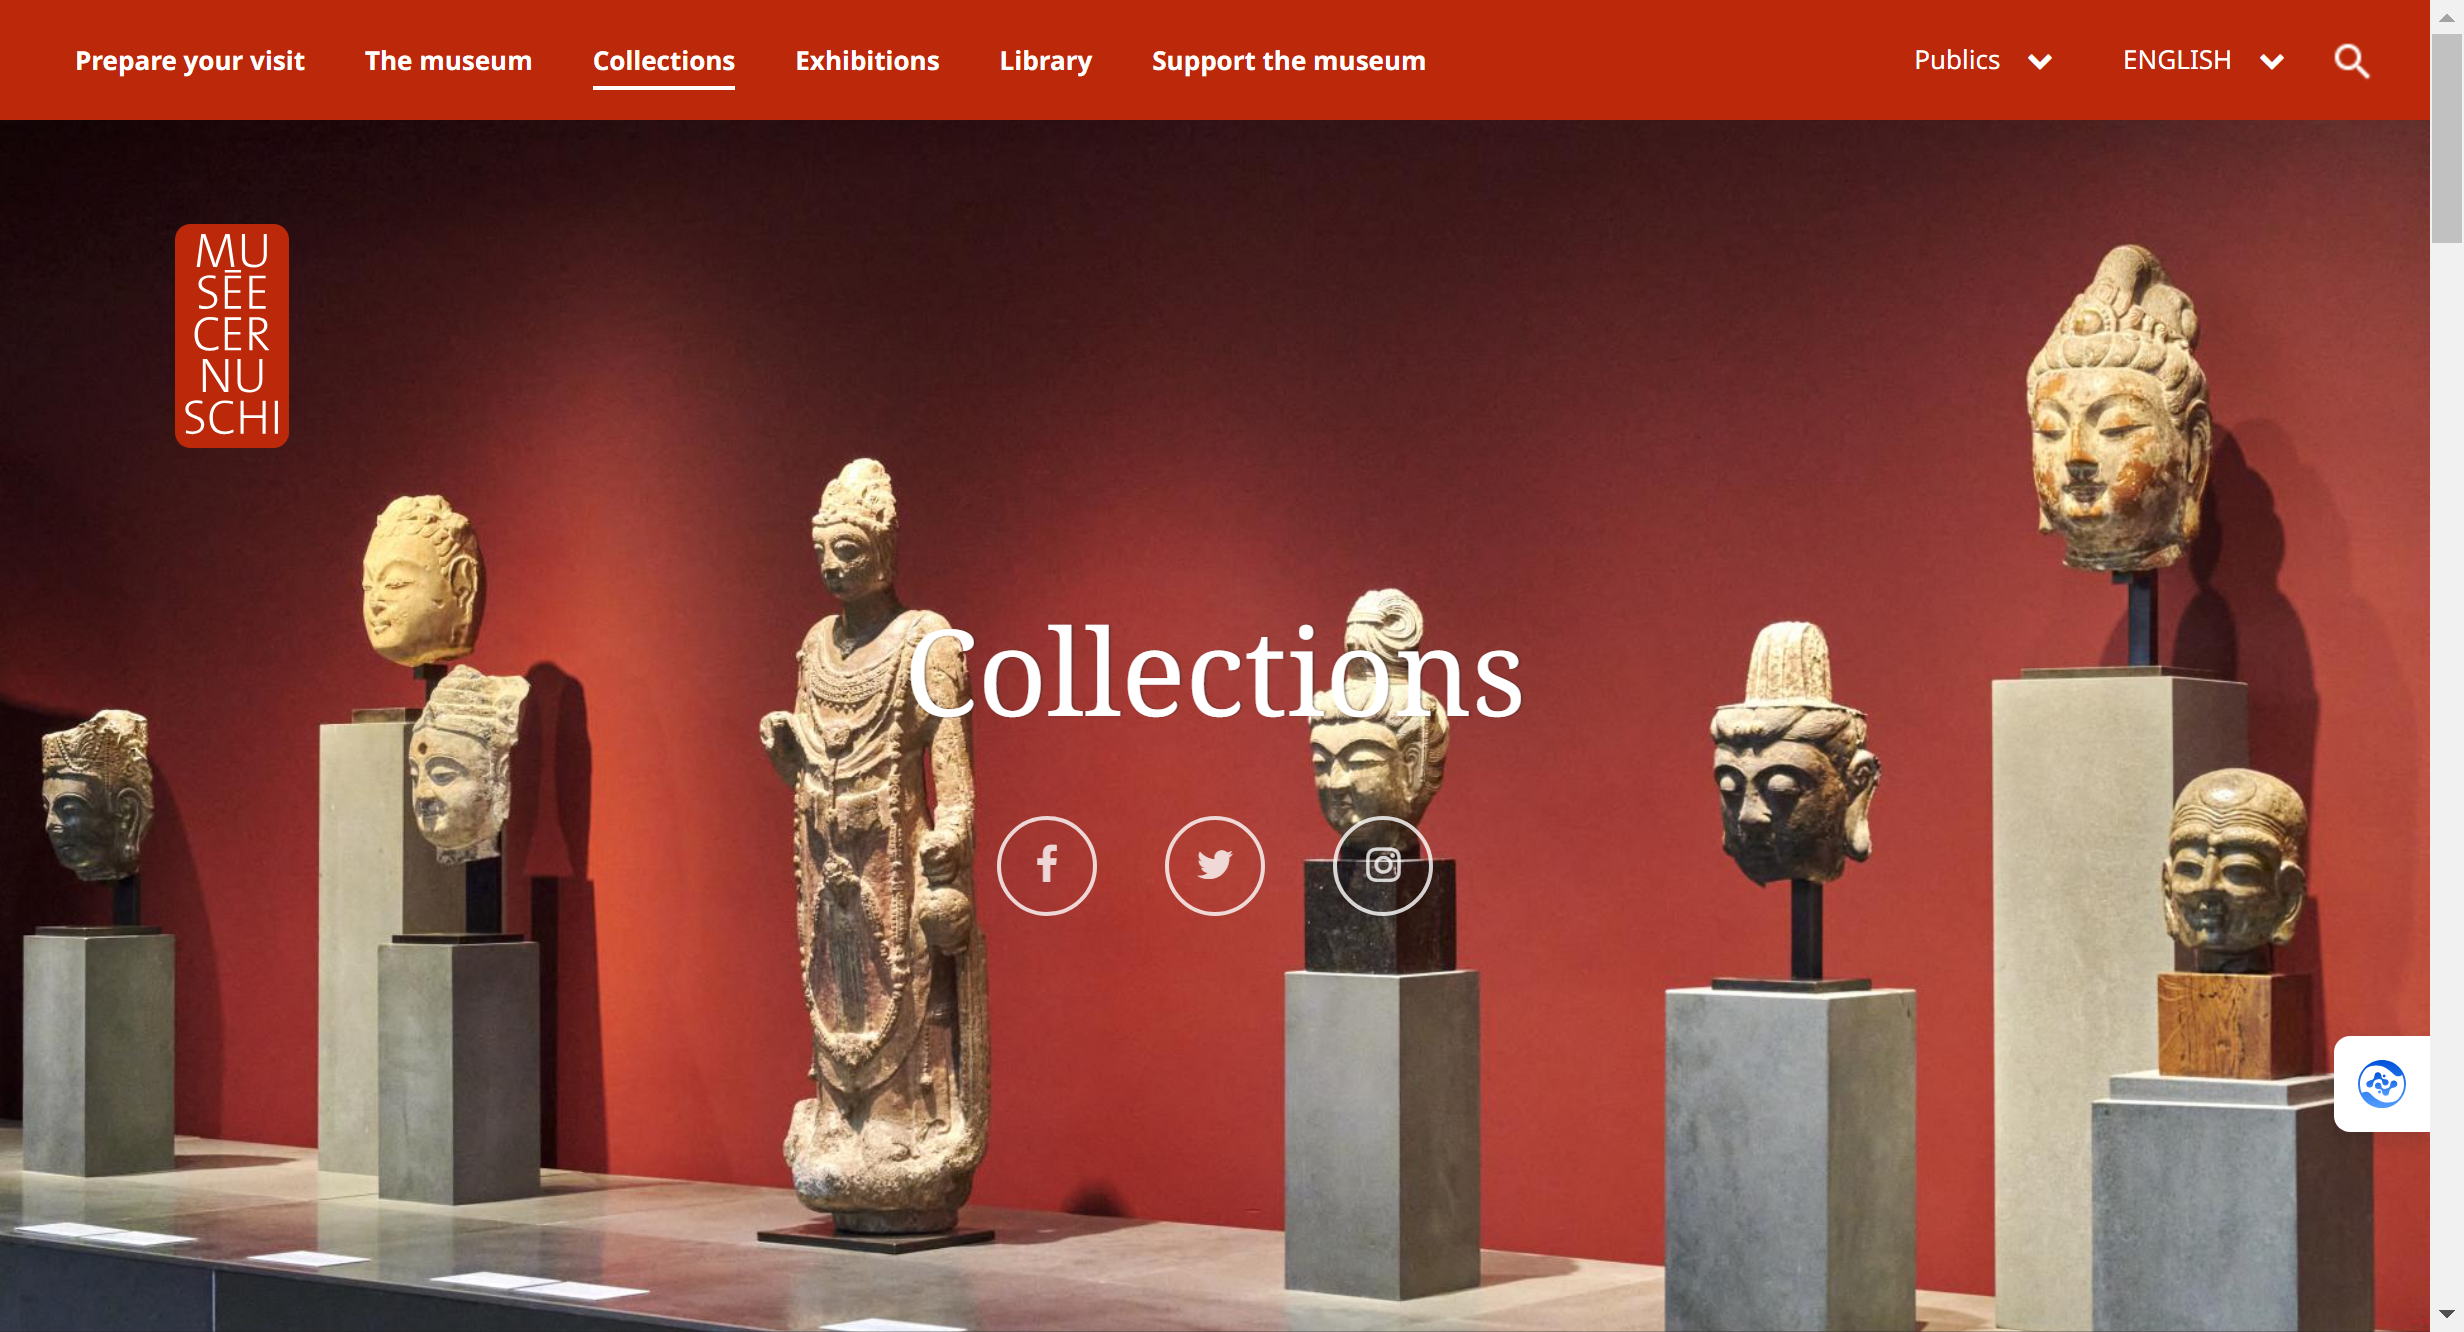 Prepare your visit
The museum
Collections
Exhibitions
Library
Support the museum
Publics
ENGLISH
MU
SĒE
CER
NU
SCHI
Collections